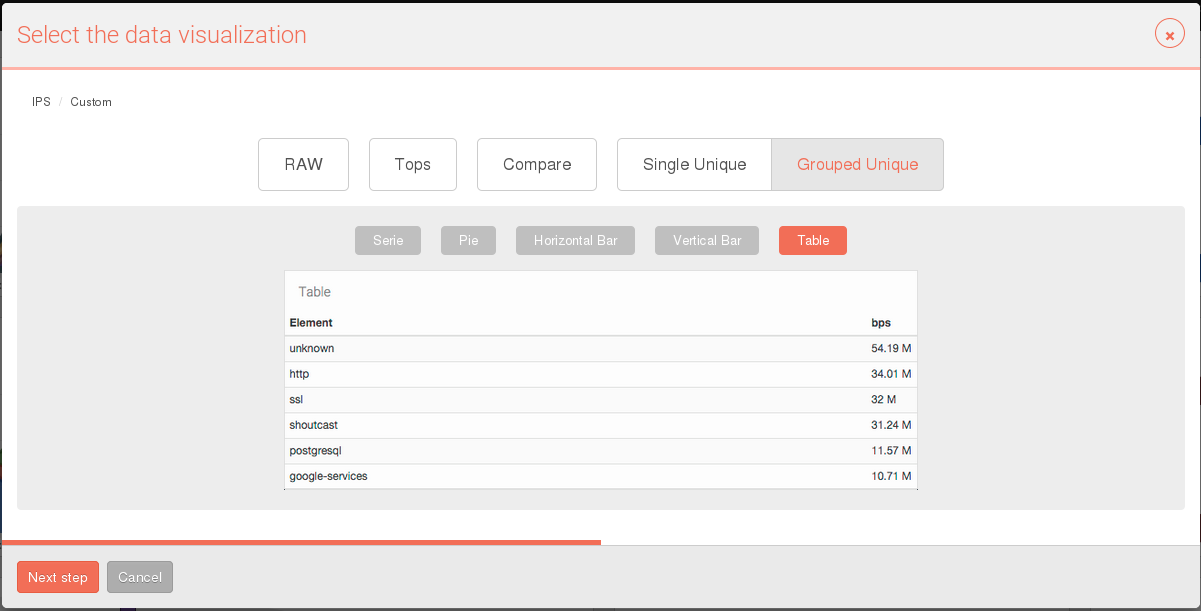 Select the data visualization
IPS / Custom
RAW Tops Compare Single Unique Grouped Unique
Serie Pie Horizontal Bar Vertical Bar Table
Table
Element bps
unknown 54.19 M
http 34.01 M
ssl 32 M
shoutcast 31.24 M
postgresql 11.57 M
google-services 10.71 M
Next step Cancel